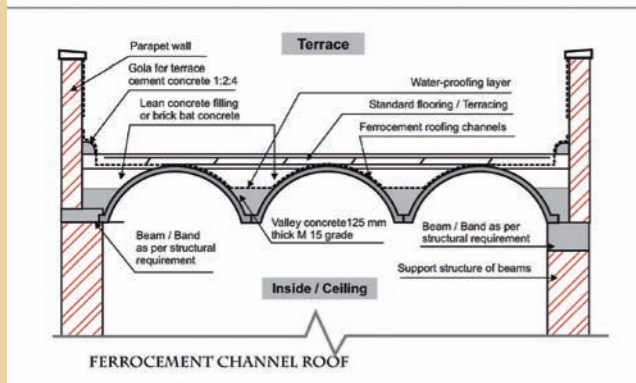 Terrace
Parapet wall
Gola for terrace
cement concrete 1:2:4
Lean concrete filling
or brick bat concrete
Water-proofing layer
Standard flooring / Terracing
Ferrocement roofing channels
Beam / Band
as per structural
requirement
Valley concrete125 mm
thick M 15 grade
Beam / Band as per
structural requirement
Support structure of beams
Inside / Ceiling
FERROCEMENT CHANNEL ROOF